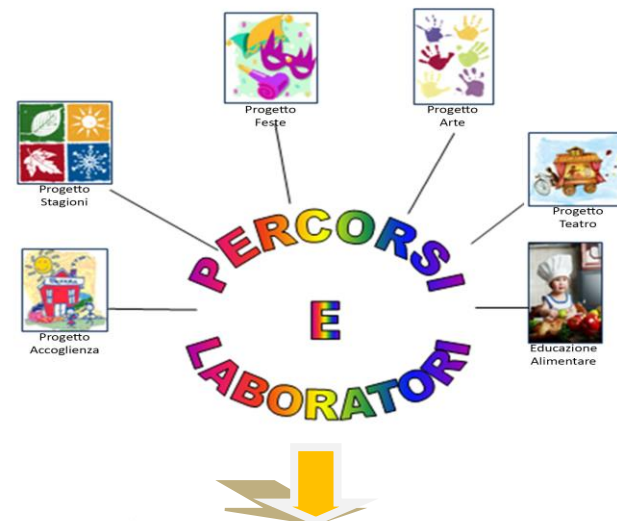 Progetto
Feste
Progetto
Arte
Progetto
Stagioni
Progetto
Teatro
PERCORSI
E
LABORATORI
Progetto
Accoglienza
Educazione
Alimentare